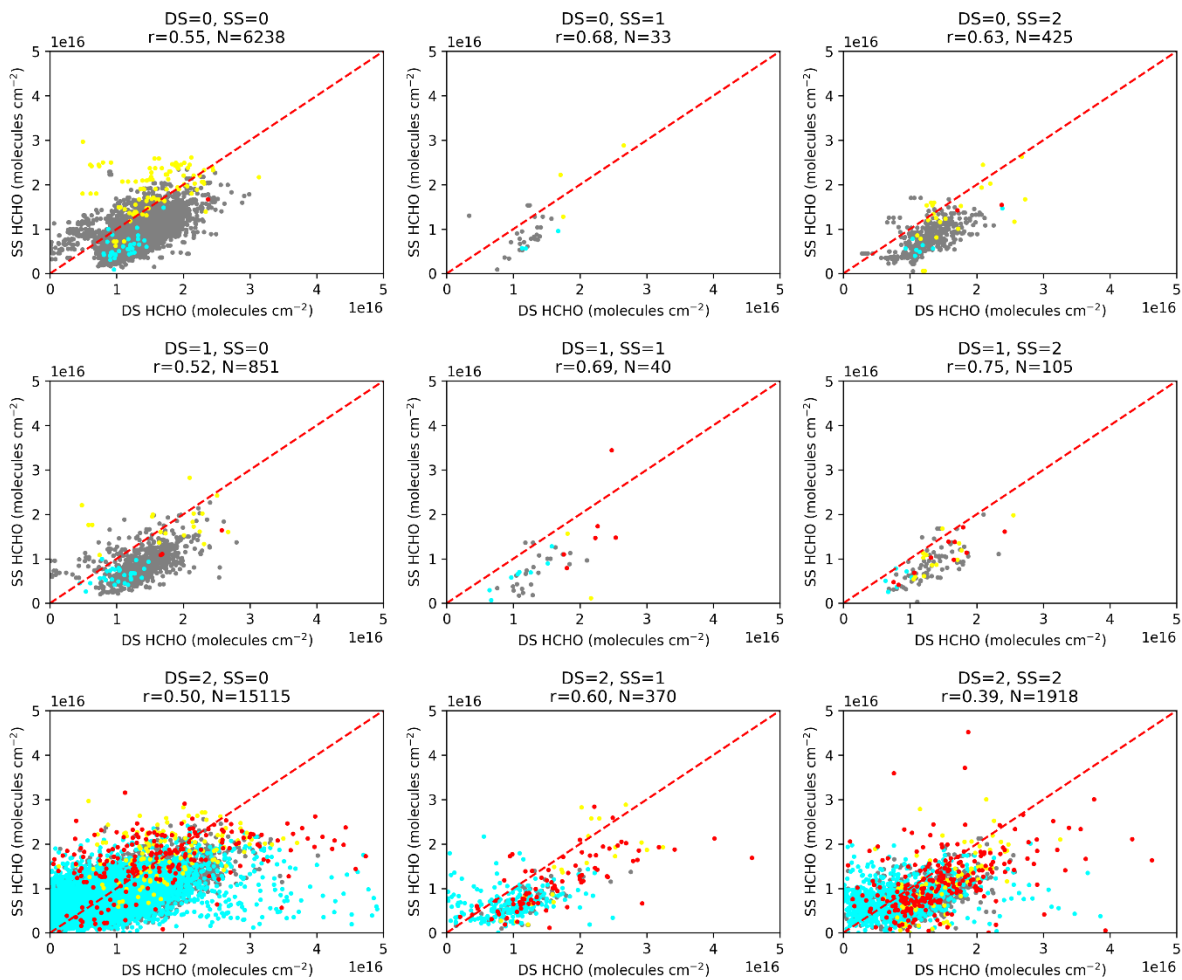 DS=0, SS=0
r=0.55, N=6238
1e16
SS HCHO (molecules cm⁻²)
5
4
3
2
1
0
0 1 2 3 4 5
DS HCHO (molecules cm⁻²)
1e16
DS=0, SS=1
r=0.68, N=33
1e16
SS HCHO (molecules cm⁻²)
5
4
3
2
1
0
0 1 2 3 4 5
DS HCHO (molecules cm⁻²)
1e16
DS=0, SS=2
r=0.63, N=425
1e16
SS HCHO (molecules cm⁻²)
5
4
3
2
1
0
0 1 2 3 4 5
DS HCHO (molecules cm⁻²)
1e16
DS=1, SS=0
r=0.52, N=851
1e16
SS HCHO (molecules cm⁻²)
5
4
3
2
1
0
0 1 2 3 4 5
DS HCHO (molecules cm⁻²)
1e16
DS=1, SS=1
r=0.69, N=40
1e16
SS HCHO (molecules cm⁻²)
5
4
3
2
1
0
0 1 2 3 4 5
DS HCHO (molecules cm⁻²)
1e16
DS=1, SS=2
r=0.75, N=105
1e16
SS HCHO (molecules cm⁻²)
5
4
3
2
1
0
0 1 2 3 4 5
DS HCHO (molecules cm⁻²)
1e16
DS=2, SS=0
r=0.50, N=15115
1e16
SS HCHO (molecules cm⁻²)
5
4
3
2
1
0
0 1 2 3 4 5
DS HCHO (molecules cm⁻²)
1e16
DS=2, SS=1
r=0.60, N=370
1e16
SS HCHO (molecules cm⁻²)
5
4
3
2
1
0
0 1 2 3 4 5
DS HCHO (molecules cm⁻²)
1e16
DS=2, SS=2
r=0.39, N=1918
1e16
SS HCHO (molecules cm⁻²)
5
4
3
2
1
0
0 1 2 3 4 5
DS HCHO (molecules cm⁻²)
1e16